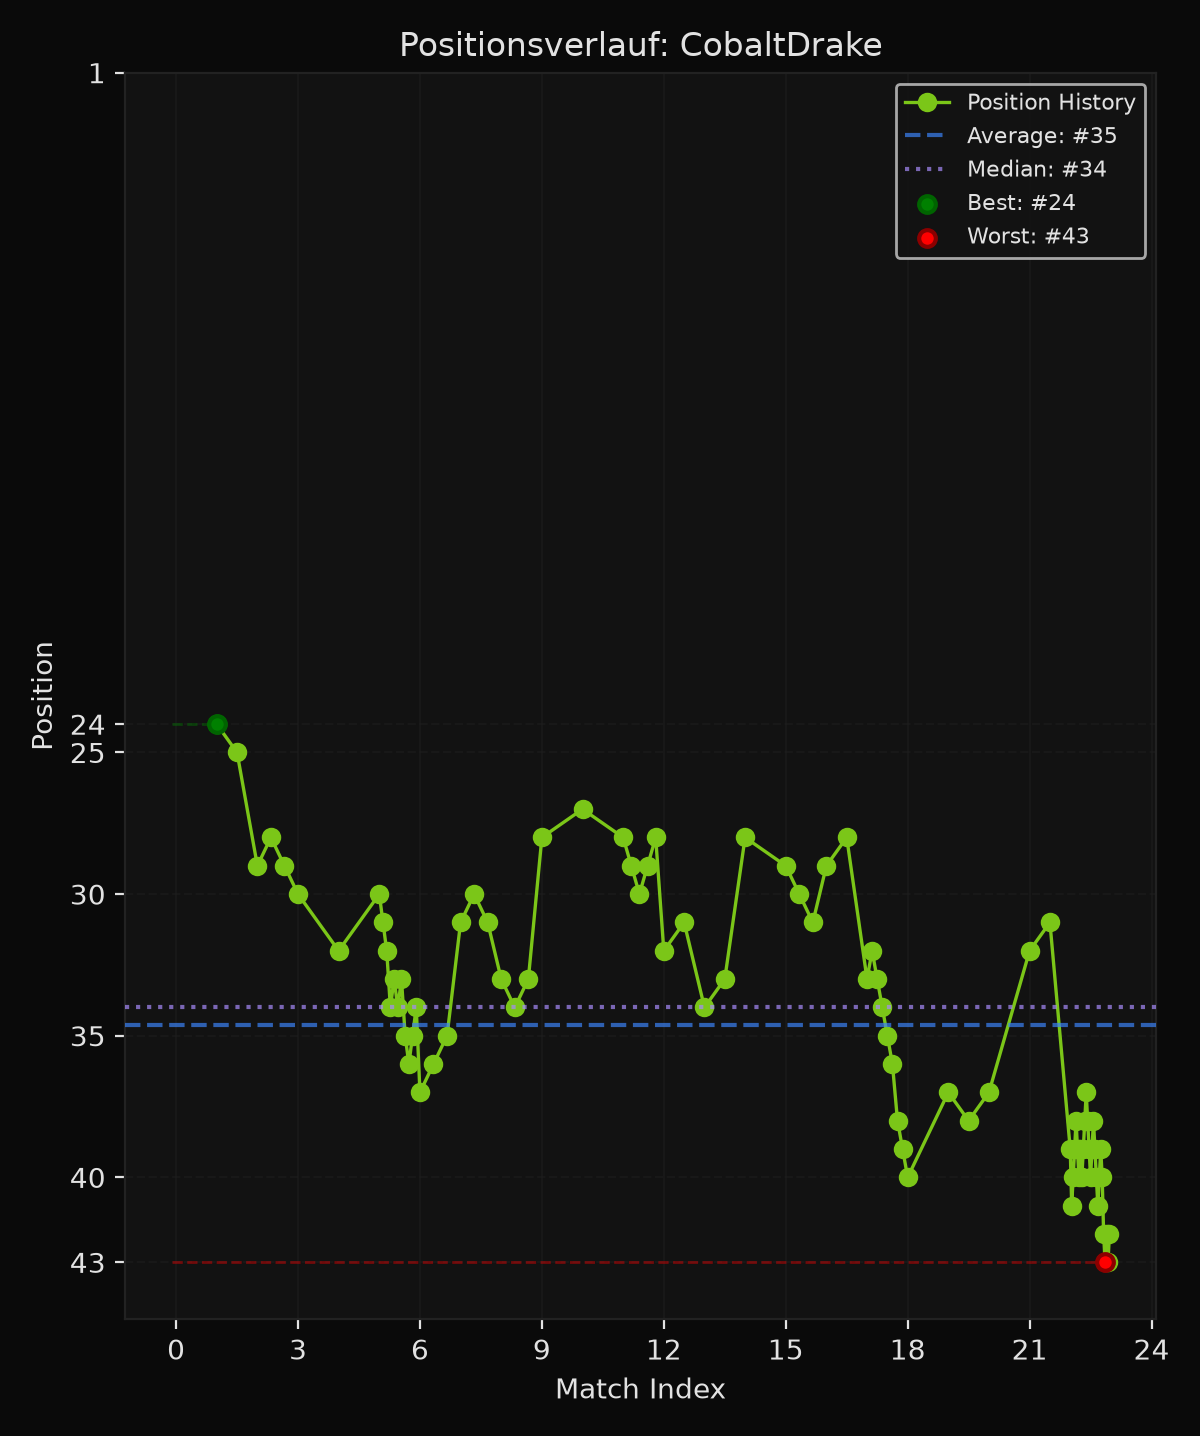 Positionsverlauf: CobaltDrake
Position History
Average: #35
Median: #34
Best: #24
Worst: #43
Position
1
24
25
30
35
40
43
0 3 6 9 12 15 18 21 24
Match Index